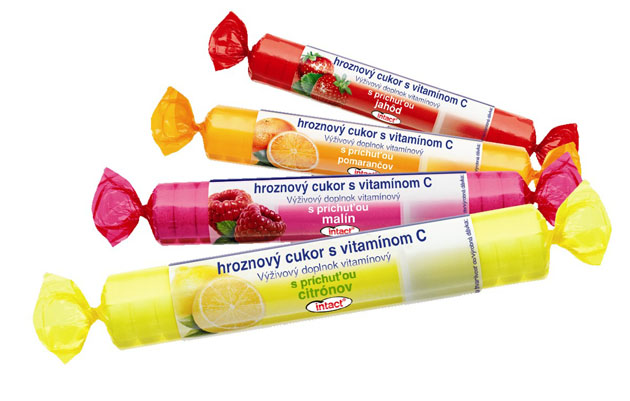 hroznový cukor s vitamínom C
Výživový doplnok vitamínový
s príchuťou
jahôd
intact®
hroznový cukor s vitamínom C
Výživový doplnok vitamínový
s príchuťou
pomarančov
intact
hroznový cukor s vitamínom C
Výživový doplnok vitamínový
s príchuťou
malín
intact®
hroznový cukor s vitamínom C
Výživový doplnok vitamínový
s príchuťou
citrónov
intact®